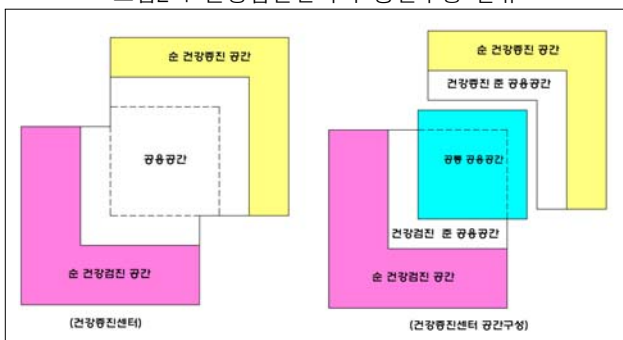 순 건강증진 공간
공용공간
순 건강검진 공간
(건강증진센터)
순 건강증진 공간
건강증진 준 공용공간
공통 공용공간
건강검진 준 공용공간
순 건강검진 공간
(건강증진센터 공간구성)